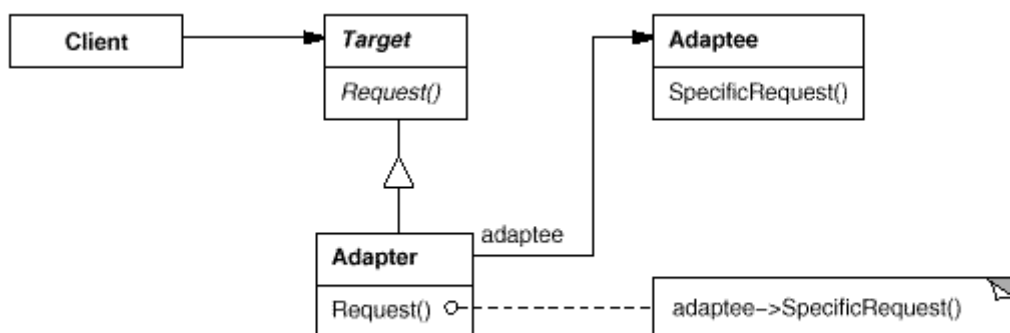 Client
Target
Request()
Adaptee
SpecificRequest()
adaptee
Adapter
Request()
adaptee->SpecificRequest()